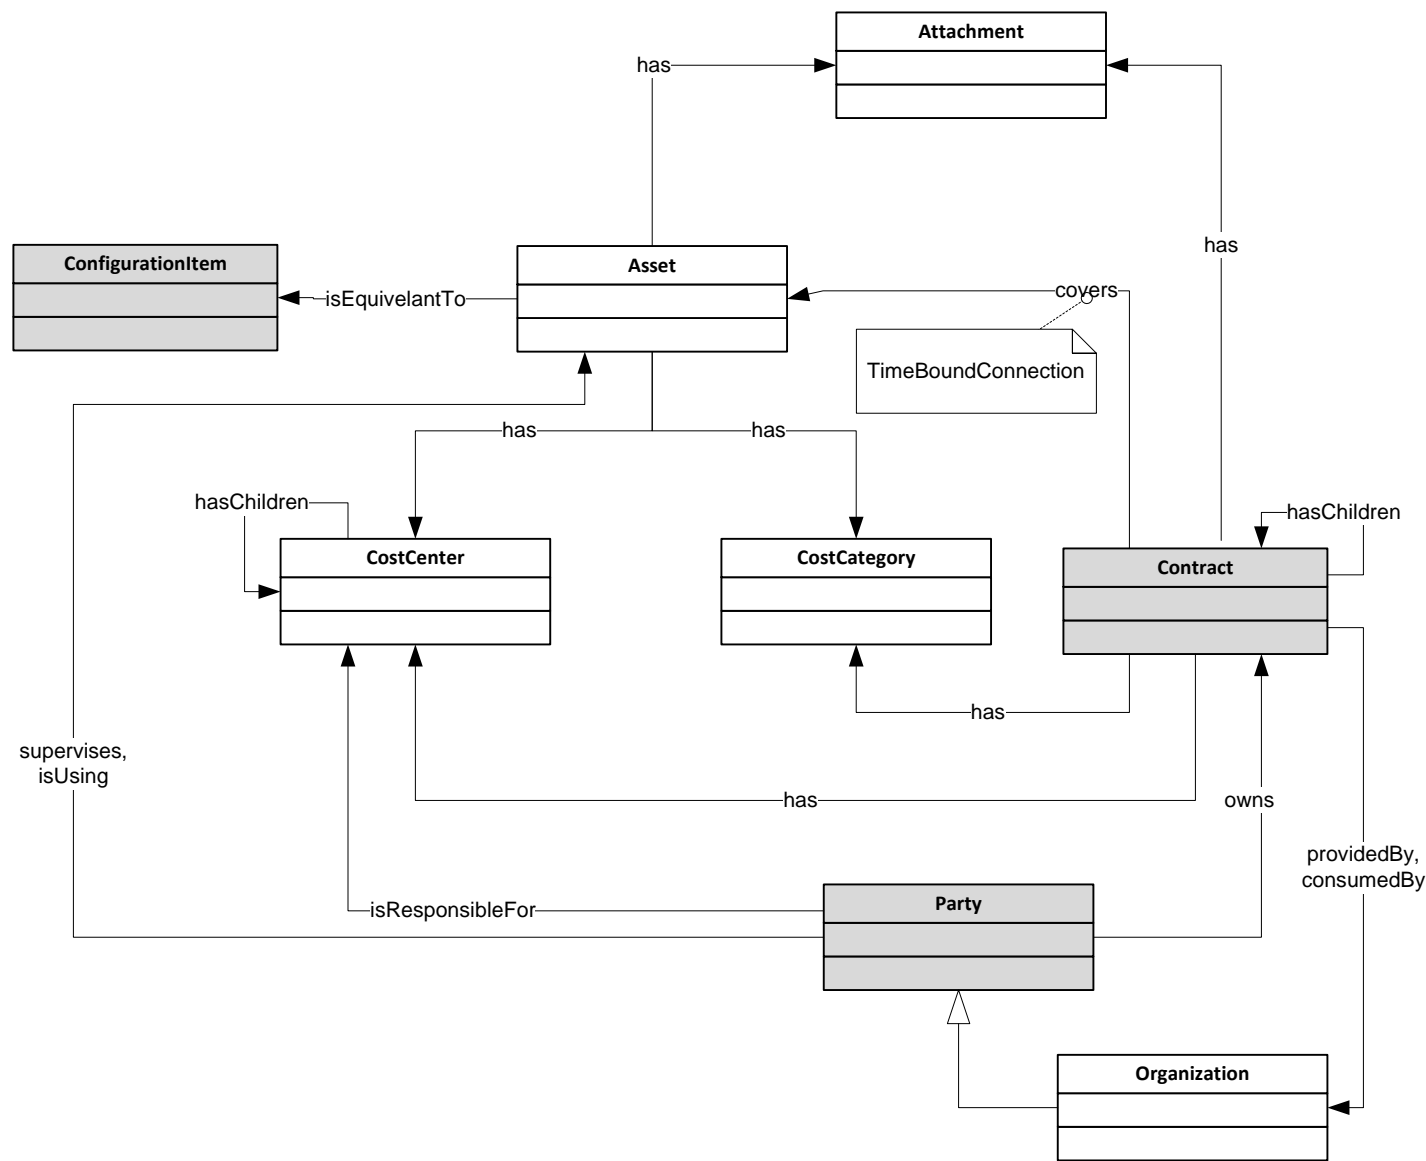 Attachment
has
has
ConfigurationItem
Asset
isEquivelantTo
covers
TimeBoundConnection
has
has
hasChildren
hasChildren
CostCenter
CostCategory
Contract
has
supervises,
isUsing
has
owns
providedBy,
consumedBy
isResponsibleFor
Party
Organization